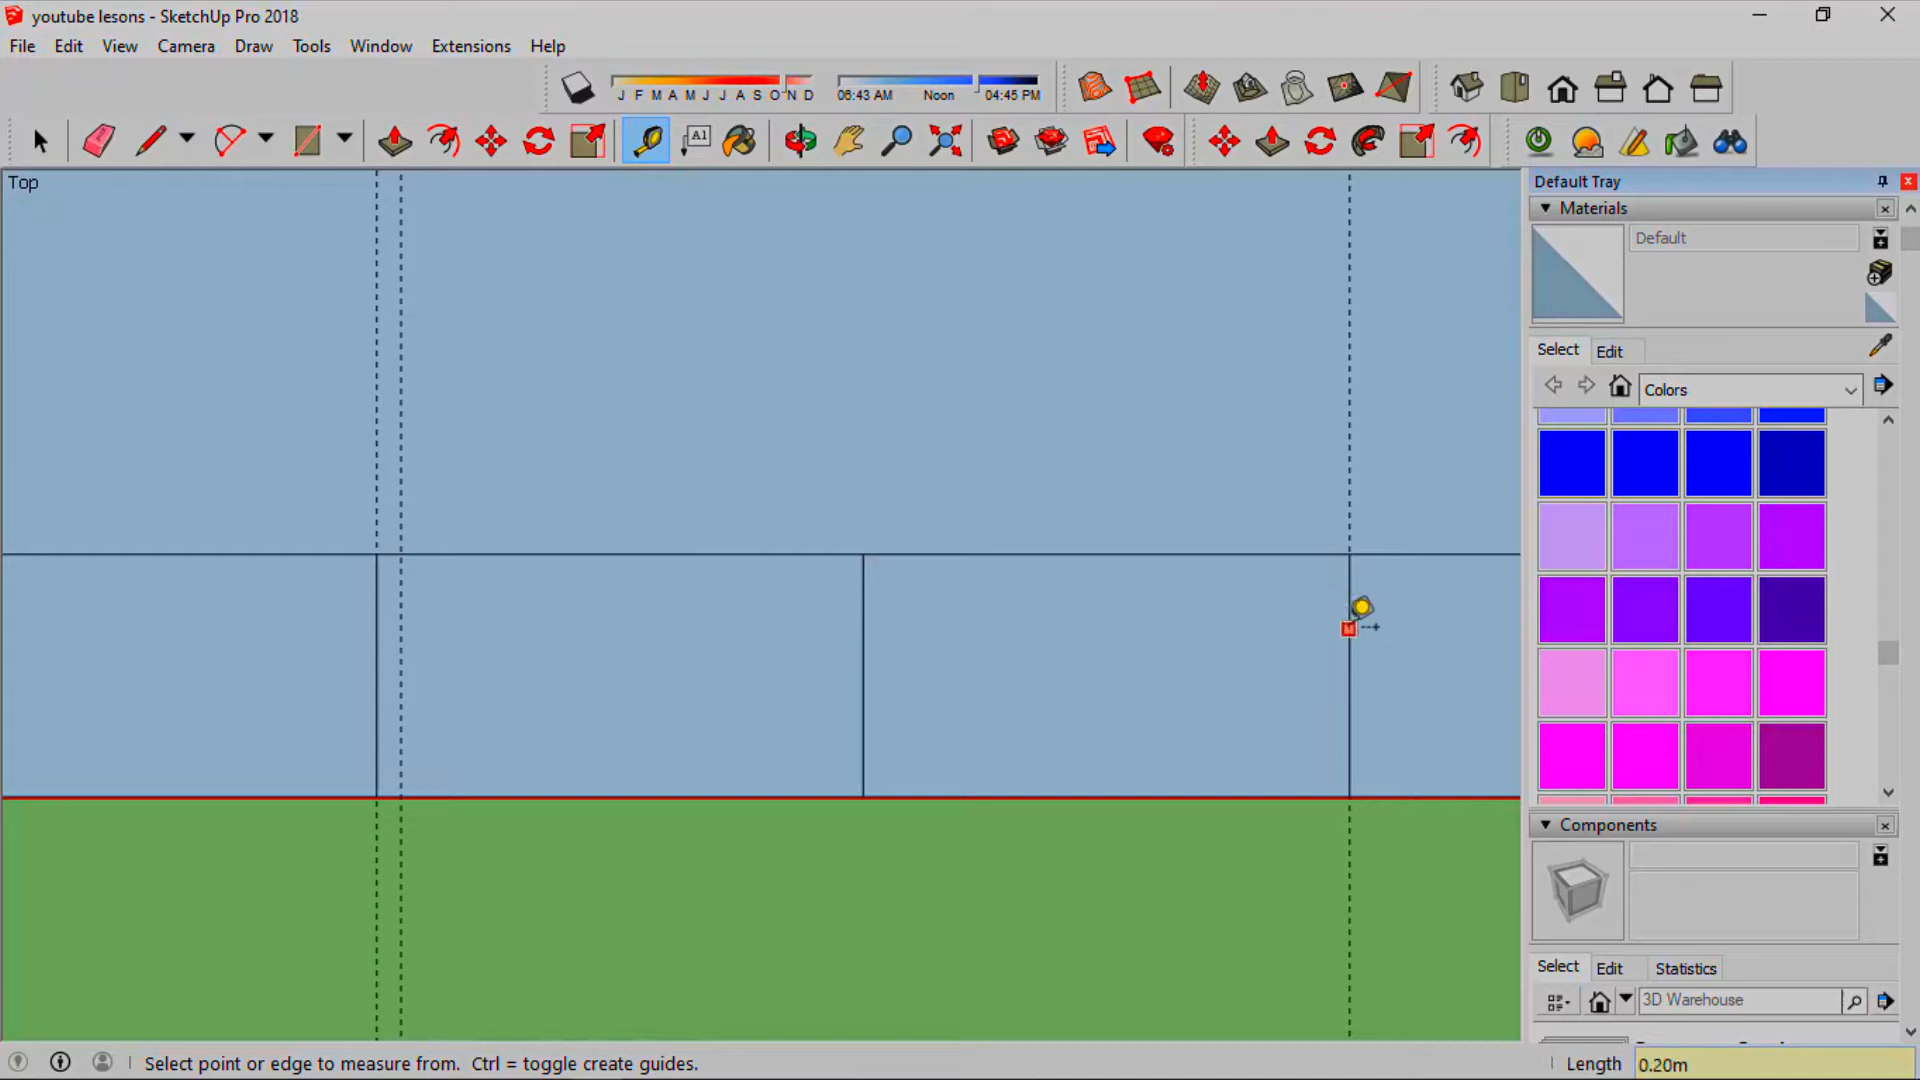 youtube lesons - SketchUp Pro 2018
File Edit View Camera Draw Tools Window Extensions Help
J F M A M J J A S O N D
06:43 AM Noon 04:45 PM
A1
Top
Default Tray
Materials
Default
Select Edit
Colors
Components
Select Edit Statistics
3D Warehouse
Select point or edge to measure from. Ctrl = toggle create guides.
Length 0.20m